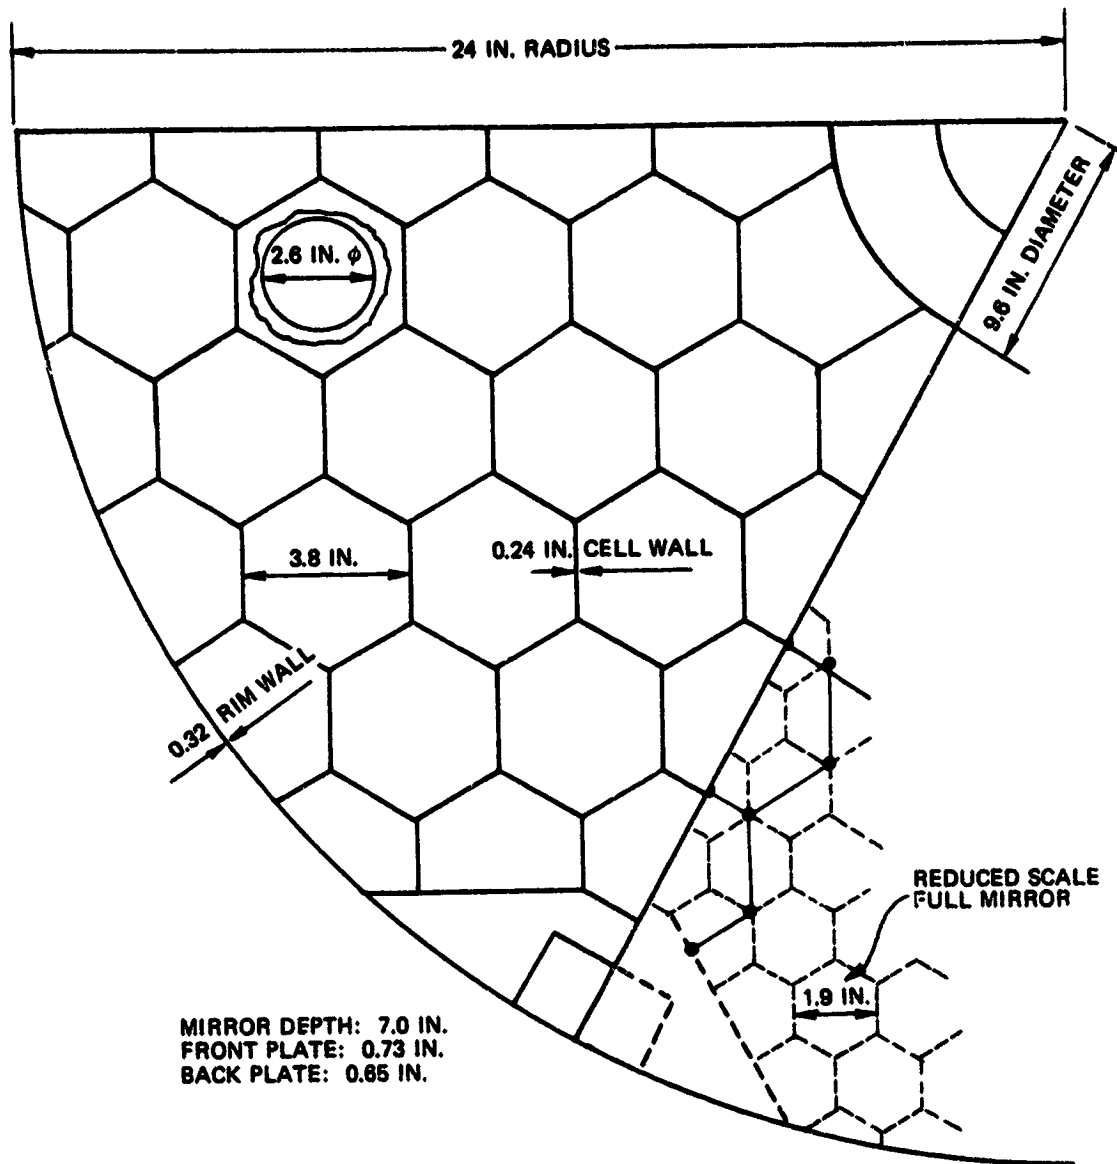 24 IN. RADIUS
9.6 IN. DIAMETER
2.6 IN. ϕ
3.8 IN.
0.24 IN. CELL WALL
0.32 RIM WALL
REDUCED SCALE
FULL MIRROR
1.9 IN.
MIRROR DEPTH: 7.0 IN.
FRONT PLATE: 0.73 IN.
BACK PLATE: 0.65 IN.